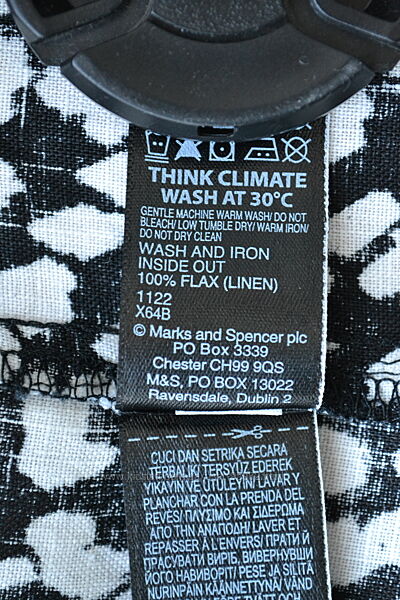 THINK CLIMATE
WASH AT 30°C
GENTLE MACHINE WARM WASH/ DO NOT
BLEACH/ LOW TUMBLE DRY/ WARM IRON/
DO NOT DRY CLEAN
WASH AND IRON
INSIDE OUT
100% FLAX (LINEN)
1122
X64B
© Marks and Spencer plc
PO Box 3339
Chester CH99 9QS
M&S, PO BOX 13022
Ravensdale, Dublin 2
CUCI DAN SETRIKA SECARA
TERBALIK/ TERSYÜZ EDEREK
YIKAYIN VE ÜTÜLEYİN/ LAVAR Y
PLANCHAR CON LA PRENDA DEL
REVÉS/ ΠΛΥΣΙΜΟ ΚΑΙ ΣΙΔΕΡΩΜΑ
ΑΠΟ ΤΗΝ ΑΝΑΠΟΔΗ/ LAVER ET
REPASSER À L'ENVERS/ ПРАТИ Й
ПРАСУВАТИ ВИРІБ, ВИВЕРНУВШИ
ЙОГО НАВИВОРІТ/ PESE JA SILITÄ
NURINPÄIN KÄÄNNETTYNÄ/ VÄND